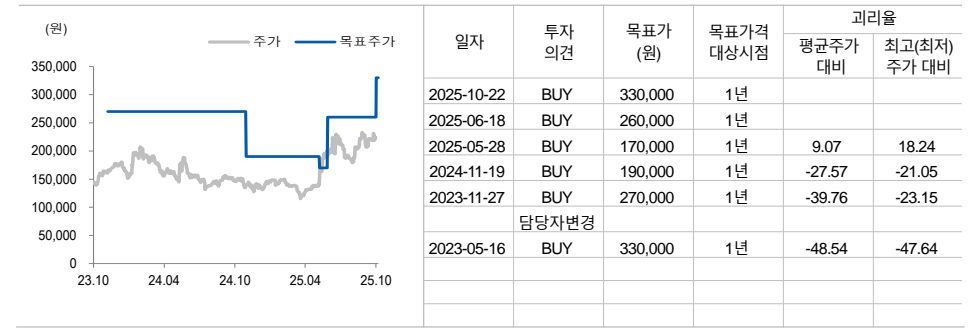 (원)
주가 목표주가
350,000
300,000
250,000
200,000
150,000
100,000
50,000
0
23.10 24.04 24.10 25.04 25.10
일자 투자의견 목표가(원) 목표가격대상시점 괴리율
평균주가대비 최고(최저)주가 대비
2025-10-22 BUY 330,000 1년
2025-06-18 BUY 260,000 1년
2025-05-28 BUY 170,000 1년 9.07 18.24
2024-11-19 BUY 190,000 1년 -27.57 -21.05
2023-11-27 BUY 270,000 1년 -39.76 -23.15
담당자변경
2023-05-16 BUY 330,000 1년 -48.54 -47.64